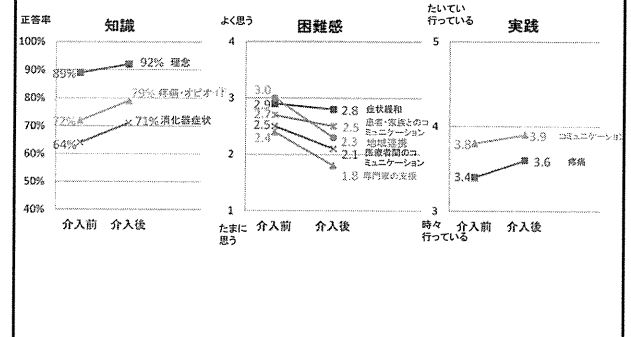 正答率
知識
100%
90%
80%
70%
60%
50%
40%
89%
92% 理念
72%
79% 疼痛・オピオイド
64%
71% 消化器症状
介入前
介入後
よく思う
困難感
4
3
2
1
3.0
2.9
2.7
2.5
2.4
2.8 症状緩和
2.5 患者・家族とのコ
ミュニケーション
2.3 地域連携
2.1 医療者間のコ
ミュニケーション
1.8 専門家の支援
たまに
思う
介入前
介入後
たいてい
行っている
実践
5
4
3
3.8
3.9 コミュニケーション
3.4
3.6 疼痛
時々
行っている
介入前
介入後